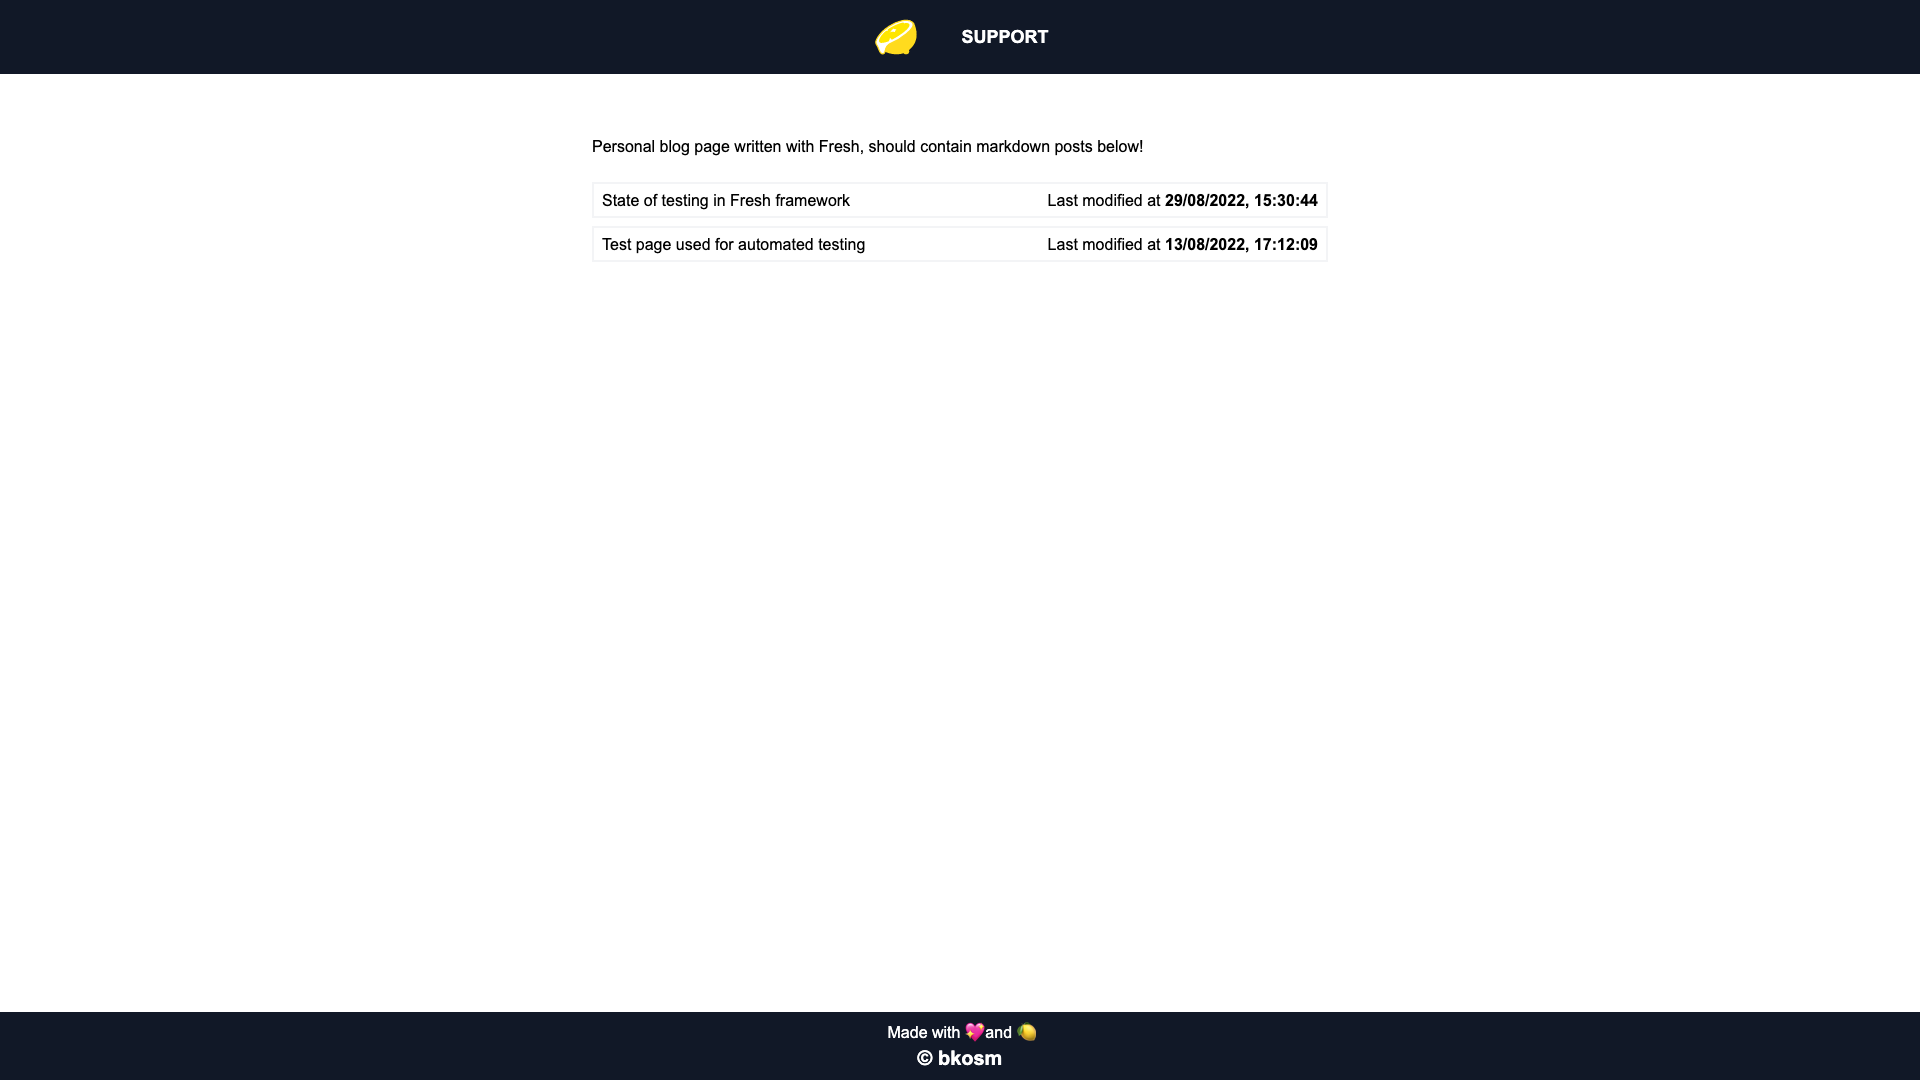 SUPPORT
Personal blog page written with Fresh, should contain markdown posts below!
State of testing in Fresh framework Last modified at 29/08/2022, 15:30:44
Test page used for automated testing Last modified at 13/08/2022, 17:12:09
Made with 💖and 🍋
© bkosm